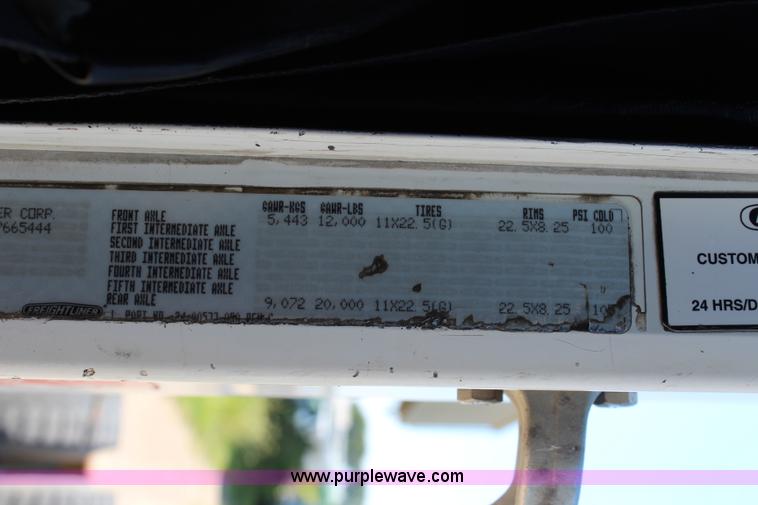 ER CORP.
665444
GAWR-KGS GAWR-LBS TIRES RIMS PSI COLD
FRONT AXLE 5,443 12,000 11X22.5(G) 22.5X8.25 100
FIRST INTERMEDIATE AXLE
SECOND INTERMEDIATE AXLE
THIRD INTERMEDIATE AXLE
FOURTH INTERMEDIATE AXLE
FIFTH INTERMEDIATE AXLE
REAR AXLE 9,072 20,000 11X22.5(G) 22.5X8.25
FREIGHTLINER
CUSTOM
24 HRS/D
www.purplewave.com